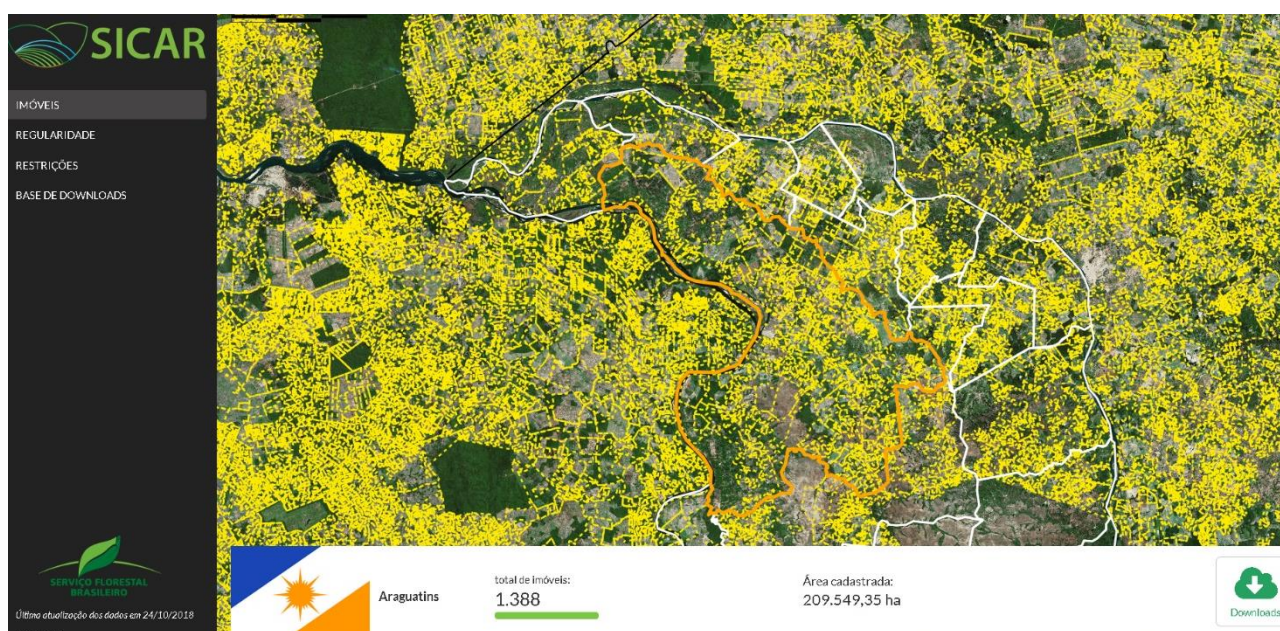 SICAR
IMÓVEIS
REGULARIDADE
RESTRIÇÕES
BASE DE DOWNLOADS
SERVIÇO FLORESTAL
BRASILEIRO
Última atualização dos dados em 24/10/2018
Araguatins
total de imóveis:
1.388
Área cadastrada:
209.549,35 ha
Downloads